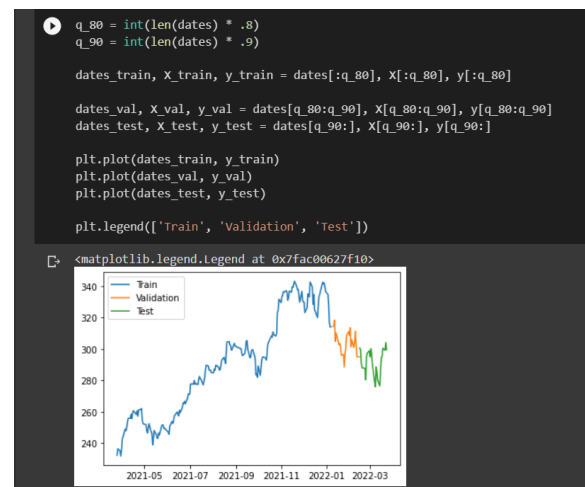 q_80 = int(len(dates) * .8)
q_90 = int(len(dates) * .9)
dates_train, X_train, y_train = dates[:q_80], X[:q_80], y[:q_80]
dates_val, X_val, y_val = dates[q_80:q_90], X[q_80:q_90], y[q_80:q_90]
dates_test, X_test, y_test = dates[q_90:], X[q_90:], y[q_90:]
plt.plot(dates_train, y_train)
plt.plot(dates_val, y_val)
plt.plot(dates_test, y_test)
plt.legend(['Train', 'Validation', 'Test'])
<matplotlib.legend.Legend at 0x7fac00627f10>
Train
Validation
Test
340
320
300
280
260
240
2021-05 2021-07 2021-09 2021-11 2022-01 2022-03